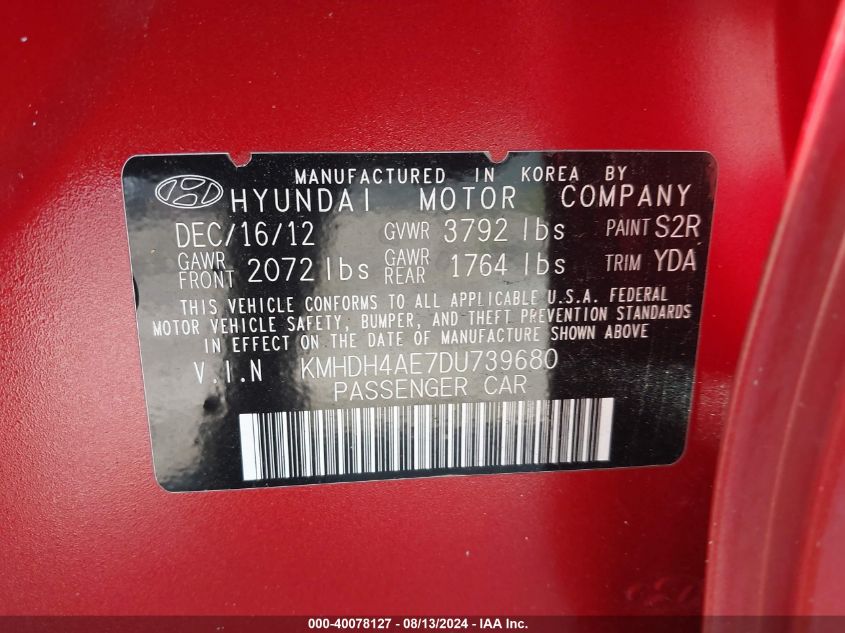 MANUFACTURED IN KOREA BY
HYUNDAI MOTOR COMPANY
DEC/16/12 GVWR 3792 lbs PAINT S2R
GAWR FRONT 2072 lbs GAWR REAR 1764 lbs TRIM YDA
THIS VEHICLE CONFORMS TO ALL APPLICABLE U.S.A. FEDERAL
MOTOR VEHICLE SAFETY, BUMPER, AND THEFT PREVENTION STANDARDS
IN EFFECT ON THE DATE OF MANUFACTURE SHOWN ABOVE
V.I.N KMHDH4AE7DU739680
PASSENGER CAR
000-40078127 - 08/13/2024 - IAA Inc.